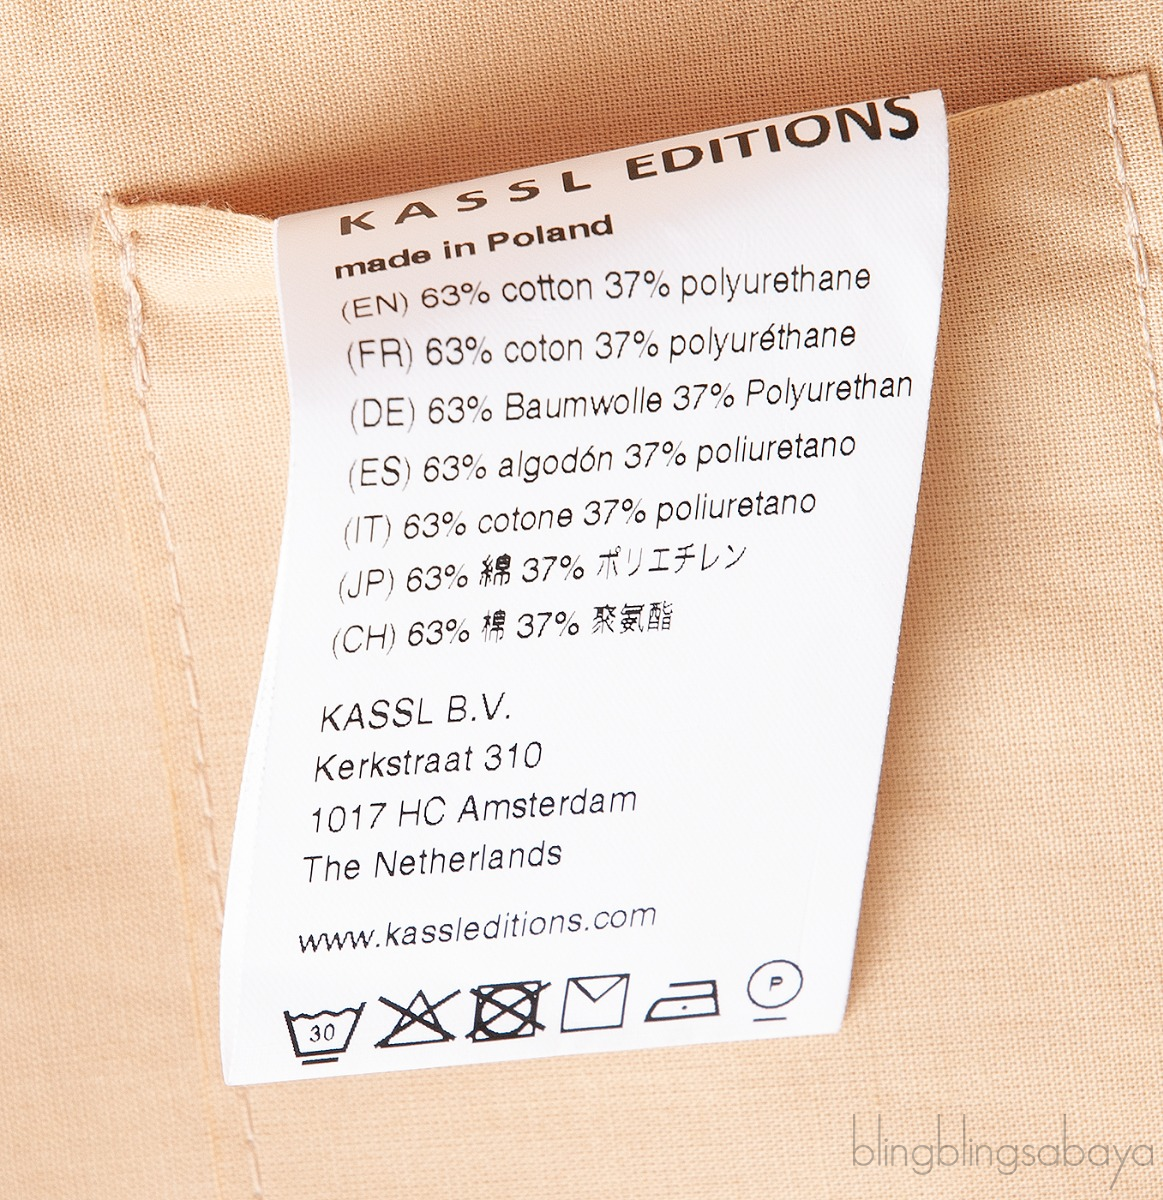 KASSL EDITIONS
made in Poland
(EN) 63% cotton 37% polyurethane
(FR) 63% coton 37% polyuréthane
(DE) 63% Baumwolle 37% Polyurethan
(ES) 63% algodón 37% poliuretano
(IT) 63% cotone 37% poliuretano
(JP) 63% 綿 37% ポリエチレン
(CH) 63% 棉 37% 聚氨酯
KASSL B.V.
Kerkstraat 310
1017 HC Amsterdam
The Netherlands
www.kassleditions.com
30 P
blingblingsabaya